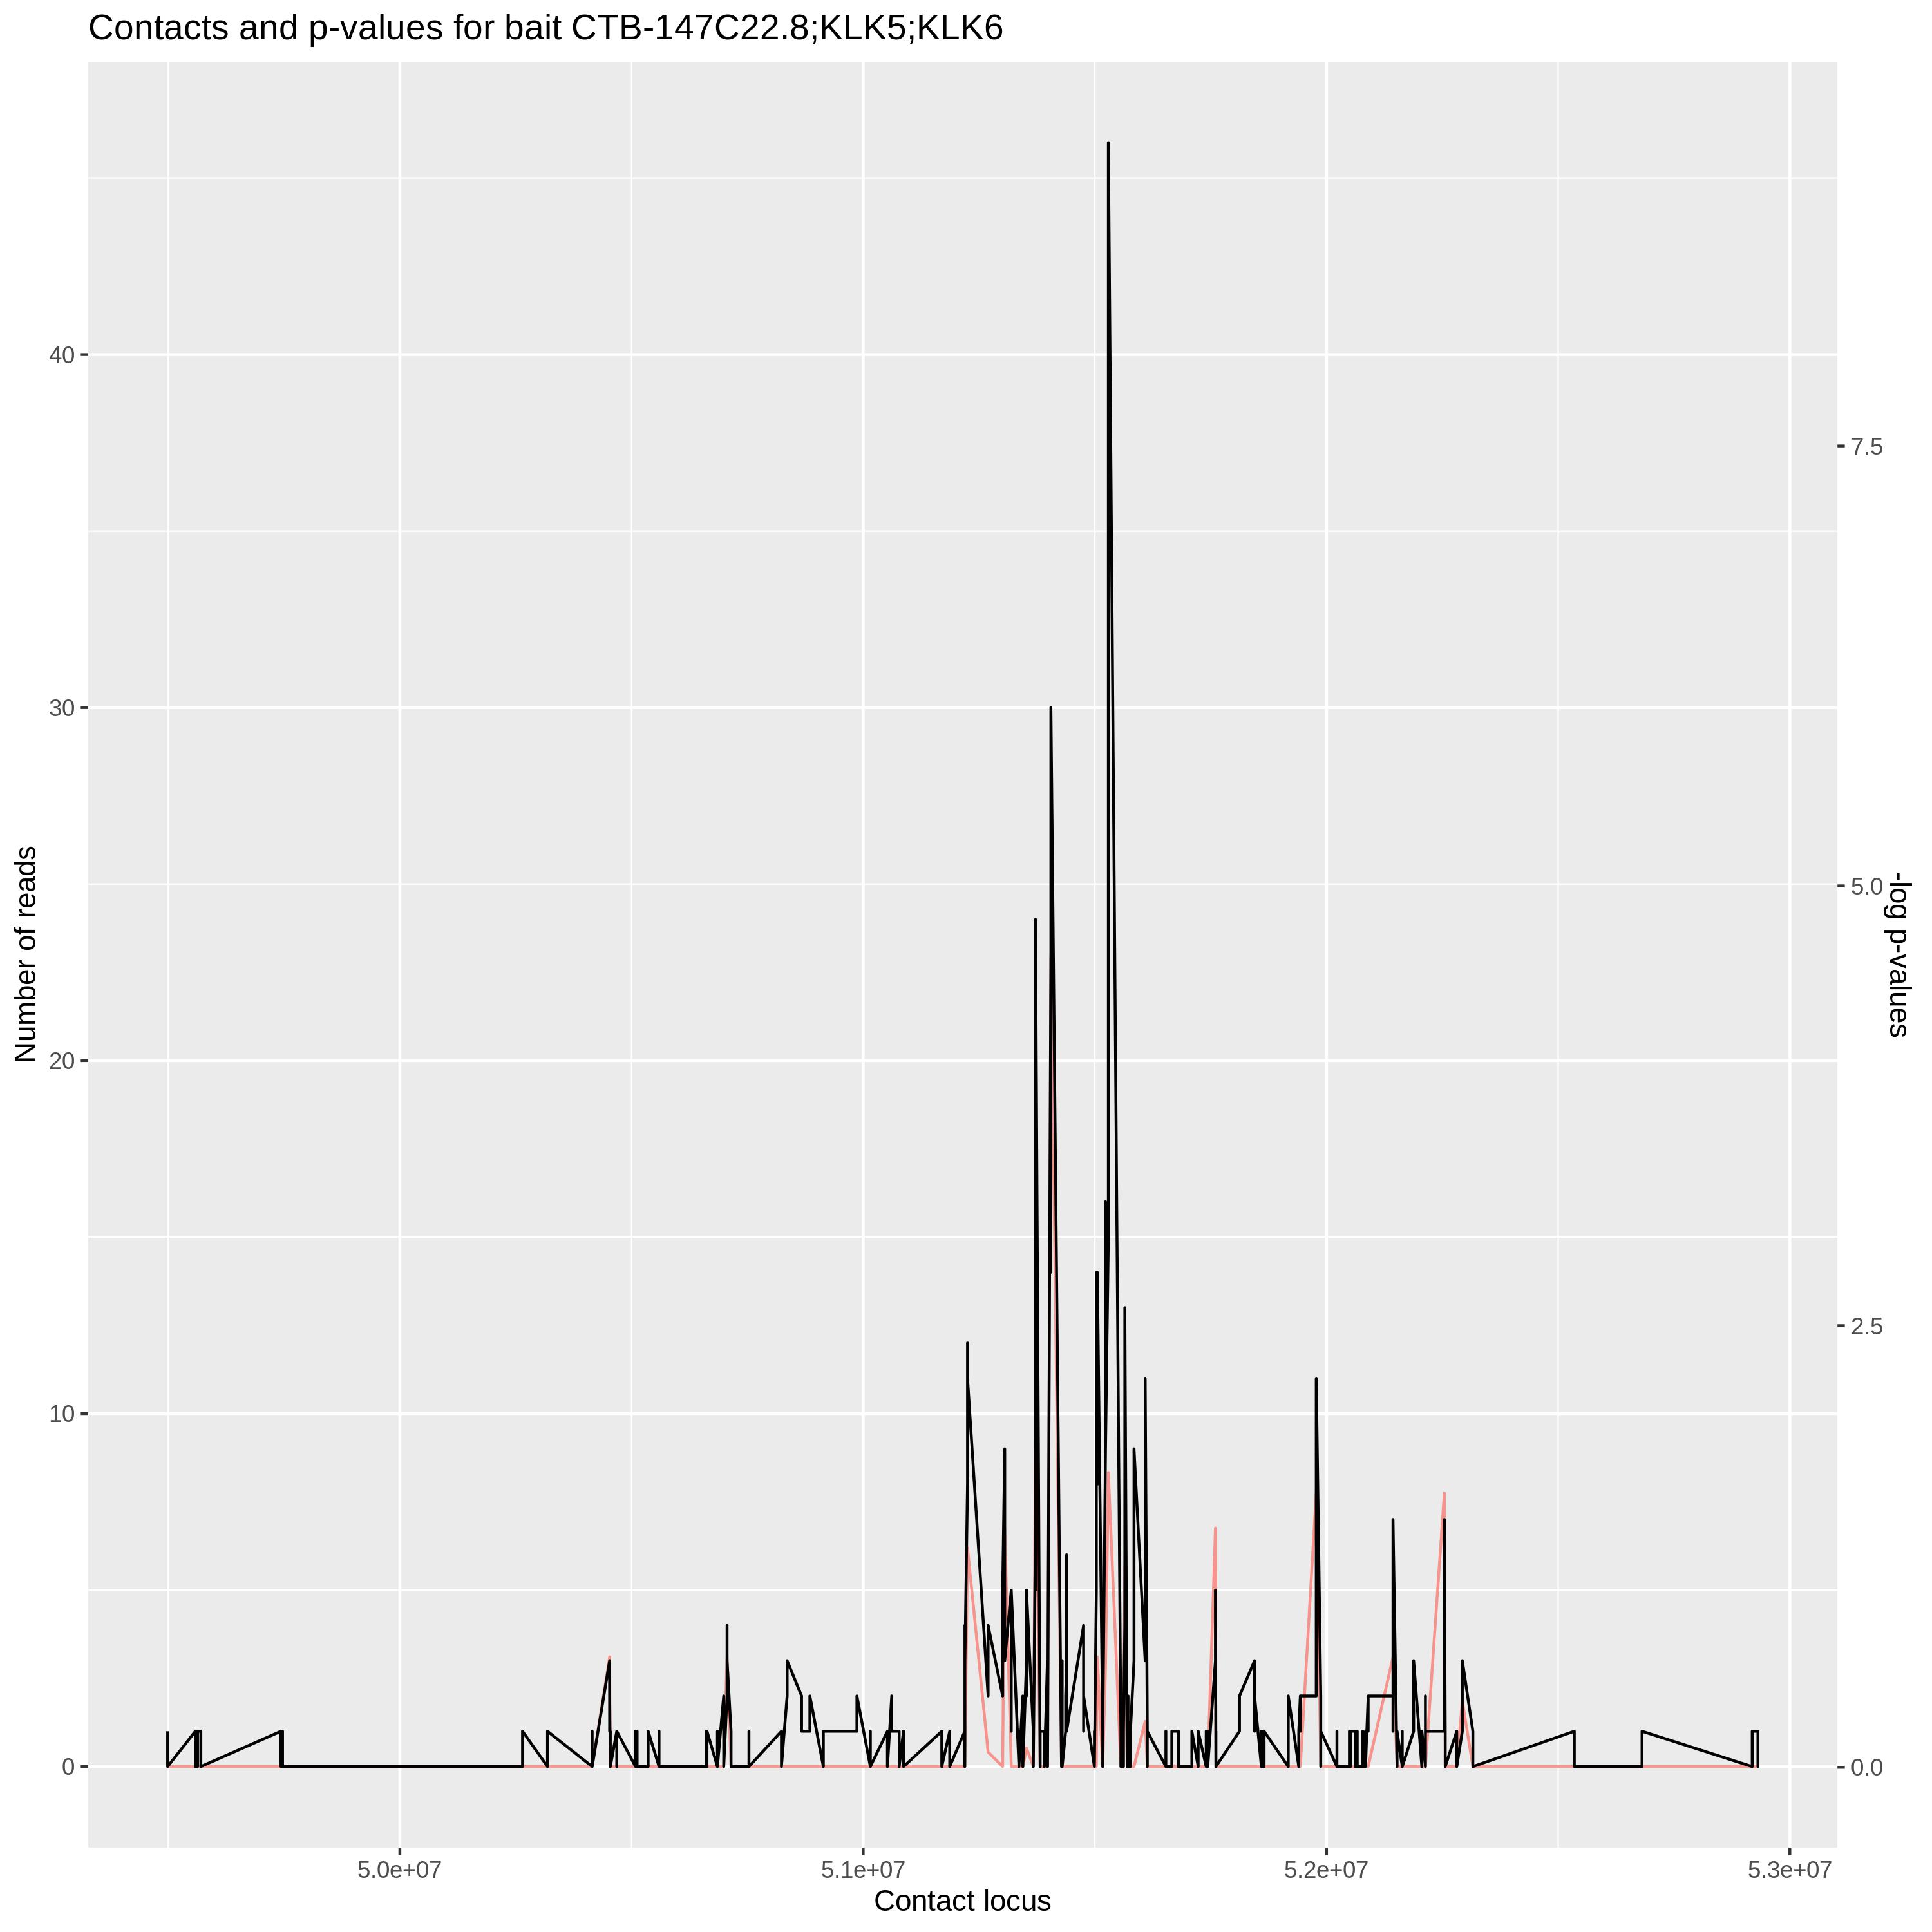 Contacts and p-values for bait CTB-147C22.8;KLK5;KLK6
Number of reads
40
30
20
10
0
7.5
5.0
2.5
0.0
-log p-values
5.0e+07
5.1e+07
5.2e+07
5.3e+07
Contact locus